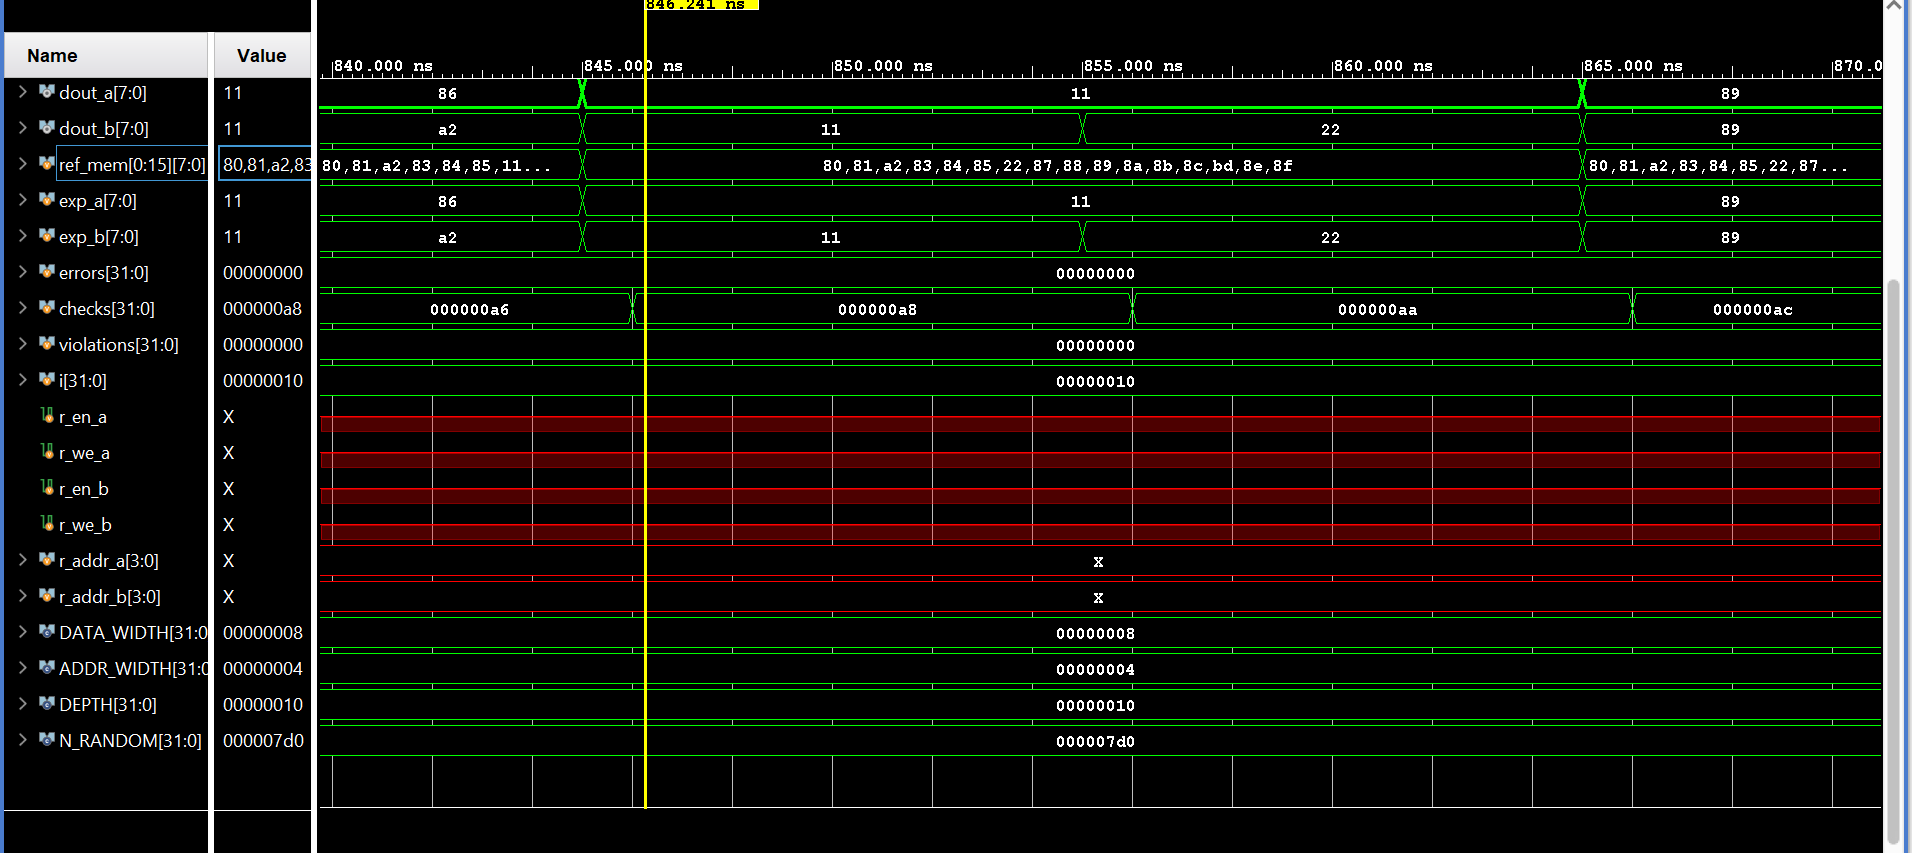 846.241 ns
Name Value
840.000 ns 845.000 ns 850.000 ns 855.000 ns 860.000 ns 865.000 ns 870.0
dout_a[7:0] 11 86 11 89
dout_b[7:0] 11 a2 11 22 89
ref_mem[0:15][7:0] 80,81,a2,83 80,81,a2,83,84,85,11... 80,81,a2,83,84,85,22,87,88,89,8a,8b,8c,bd,8e,8f 80,81,a2,83,84,85,22,87...
exp_a[7:0] 11 86 11 89
exp_b[7:0] 11 a2 11 22 89
errors[31:0] 00000000 00000000
checks[31:0] 000000a8 000000a6 000000a8 000000aa 000000ac
violations[31:0] 00000000 00000000
i[31:0] 00000010 00000010
r_en_a X
r_we_a X
r_en_b X
r_we_b X
r_addr_a[3:0] X X
r_addr_b[3:0] X X
DATA_WIDTH[31:0 00000008 00000008
ADDR_WIDTH[31:0 00000004 00000004
DEPTH[31:0] 00000010 00000010
N_RANDOM[31:0] 000007d0 000007d0